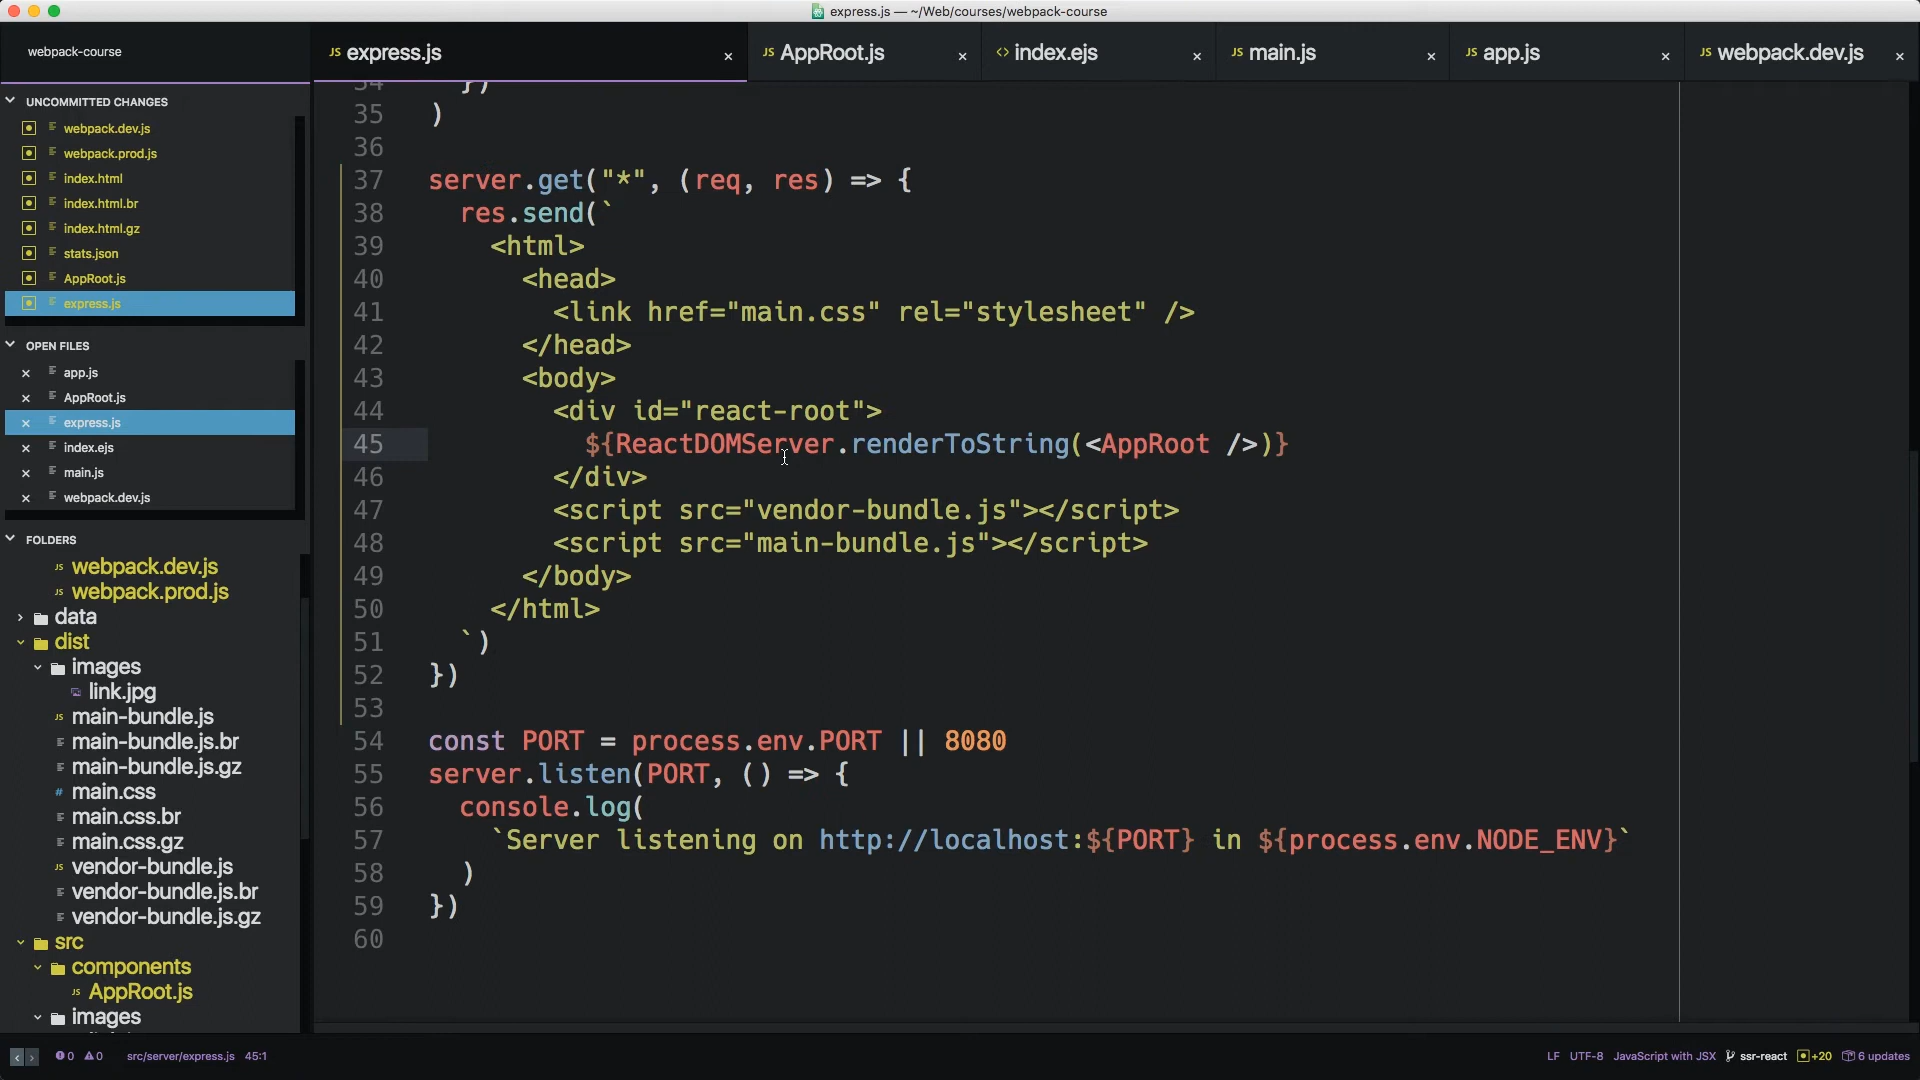 express.js — ~/Web/courses/webpack-course
webpack-course
JS express.js ×
JS AppRoot.js ×
<> index.ejs ×
JS main.js ×
JS app.js ×
JS webpack.dev.js ×
UNCOMMITTED CHANGES
webpack.dev.js
webpack.prod.js
index.html
index.html.br
index.html.gz
stats.json
AppRoot.js
express.js
OPEN FILES
× app.js
× AppRoot.js
× express.js
× index.ejs
× main.js
× webpack.dev.js
FOLDERS
JS webpack.dev.js
JS webpack.prod.js
data
dist
images
link.jpg
JS main-bundle.js
main-bundle.js.br
main-bundle.js.gz
# main.css
main.css.br
main.css.gz
JS vendor-bundle.js
vendor-bundle.js.br
vendor-bundle.js.gz
src
components
JS AppRoot.js
images
34 })
35 )
36
37 server.get("*", (req, res) => {
38 res.send(`
39 <html>
40 <head>
41 <link href="main.css" rel="stylesheet" />
42 </head>
43 <body>
44 <div id="react-root">
45 ${ReactDOMServer.renderToString(<AppRoot />)}
46 </div>
47 <script src="vendor-bundle.js"></script>
48 <script src="main-bundle.js"></script>
49 </body>
50 </html>
51 `)
52 })
53
54 const PORT = process.env.PORT || 8080
55 server.listen(PORT, () => {
56 console.log(
57 `Server listening on http://localhost:${PORT} in ${process.env.NODE_ENV}`
58 )
59 })
60
0 0 src/server/express.js 45:1
LF UTF-8 JavaScript with JSX ssr-react +20 6 updates